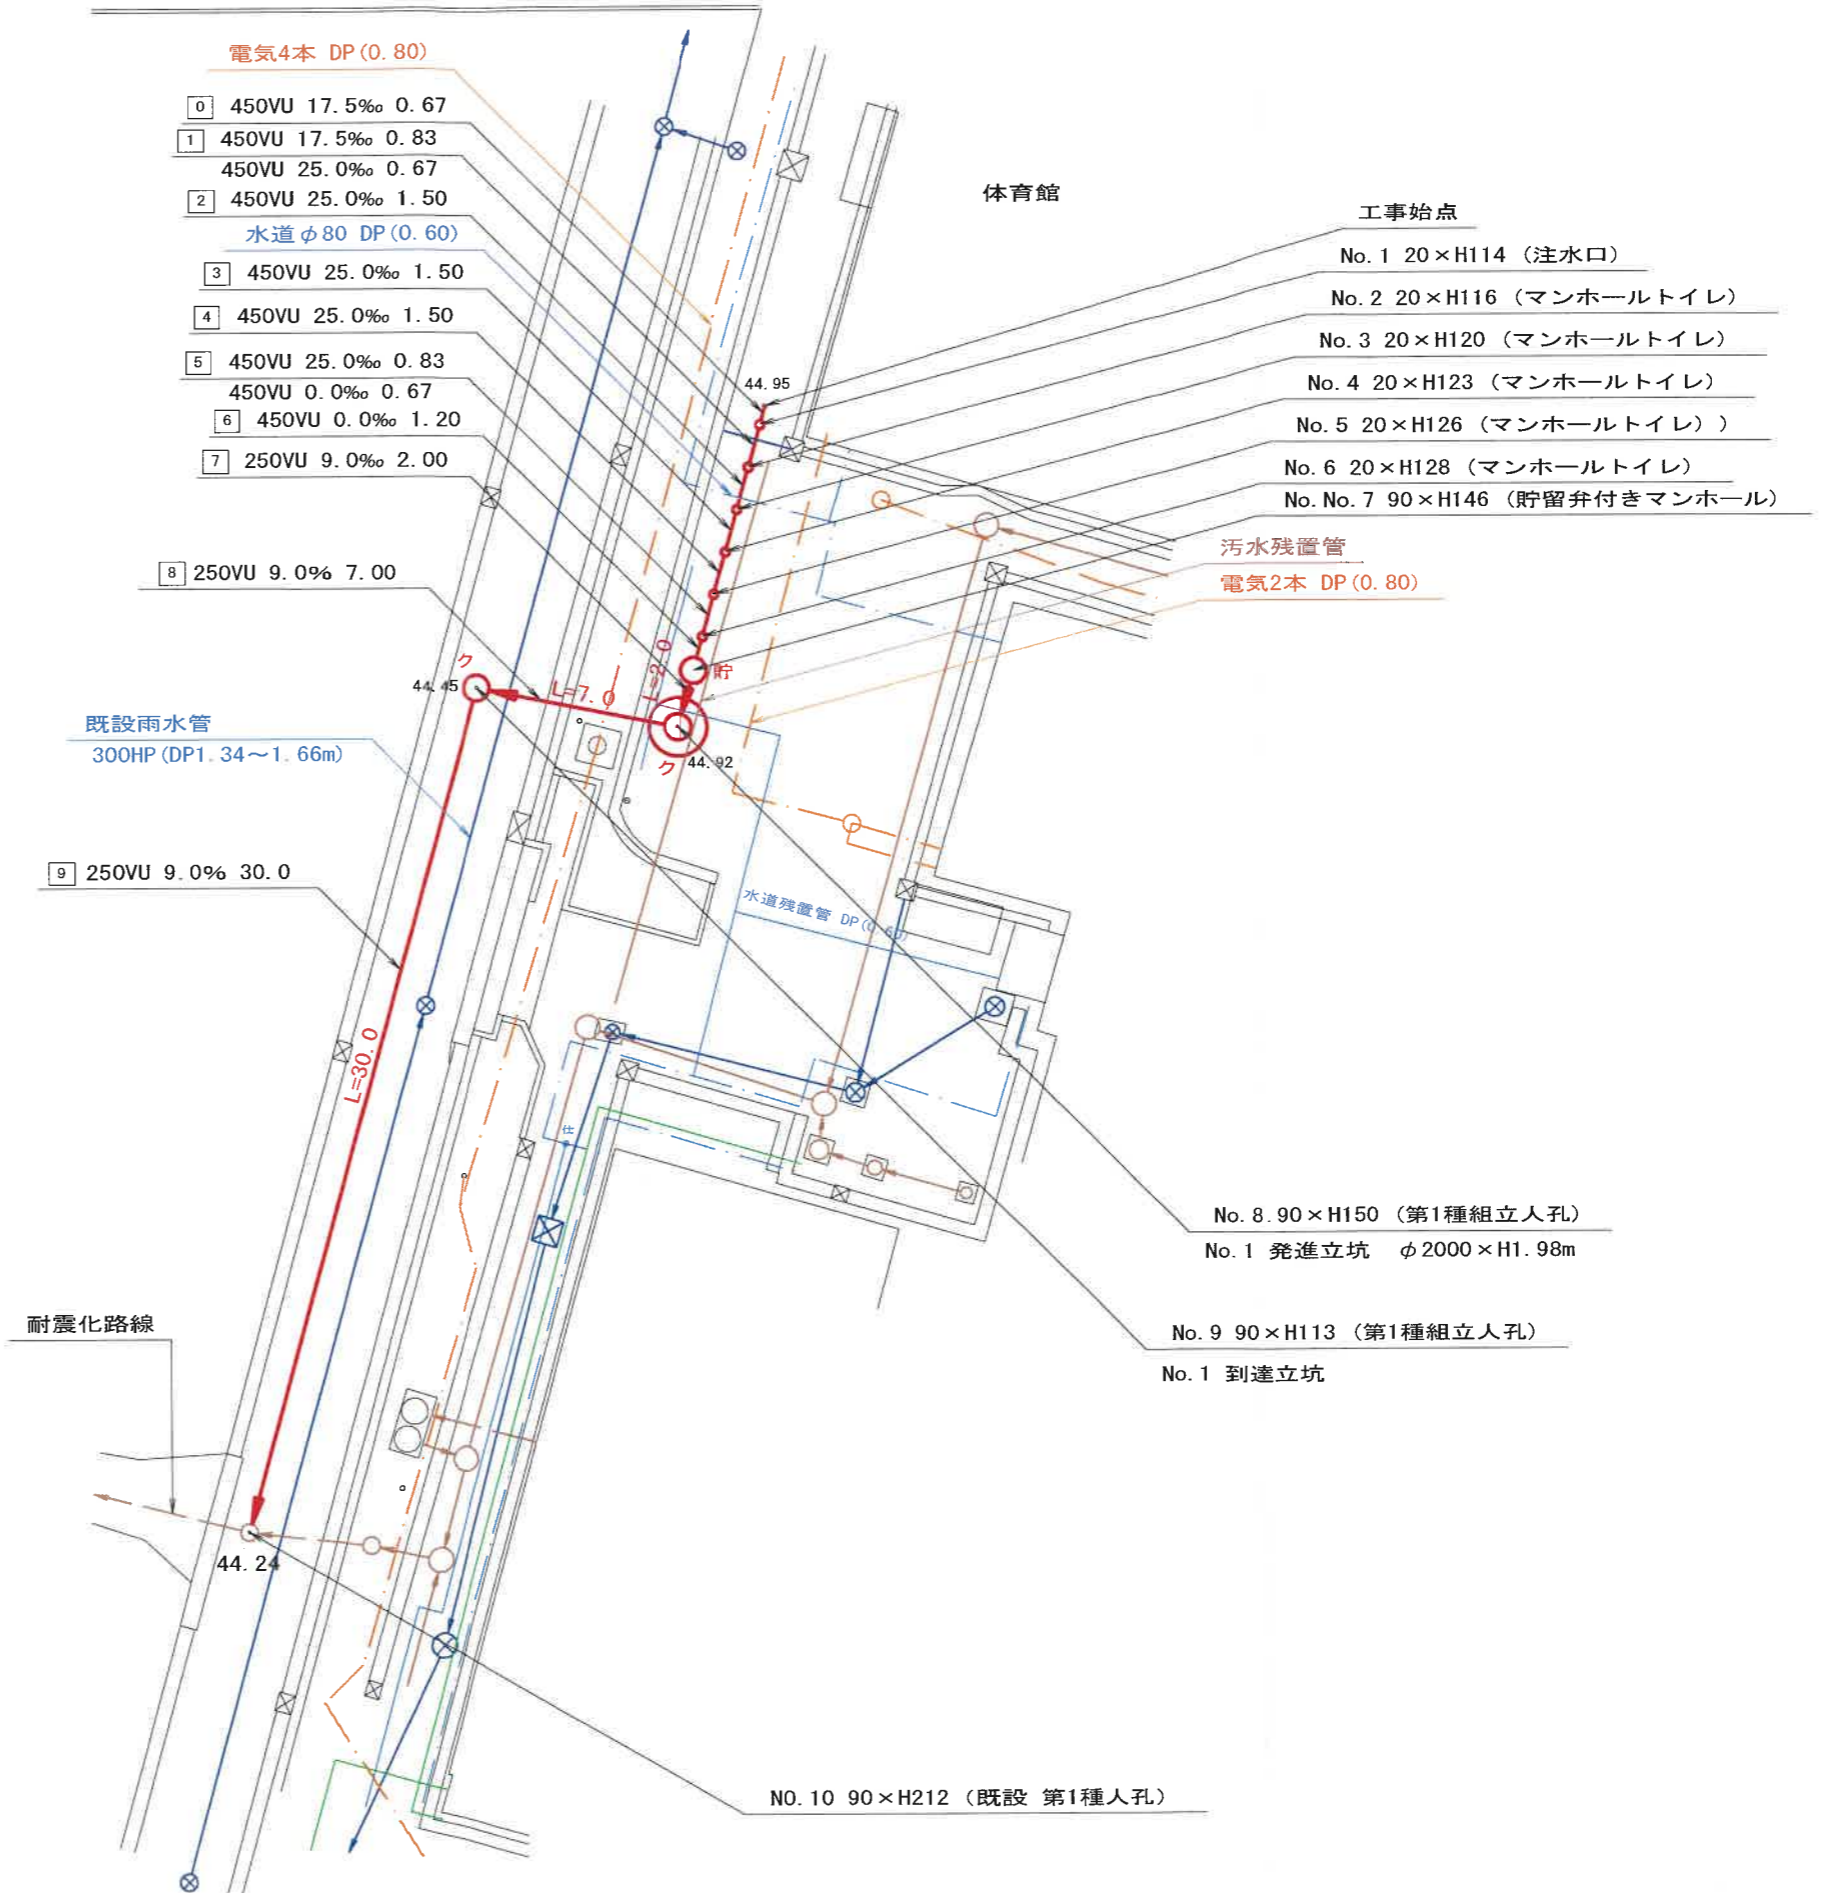 電気4本 DP(0.80)
0 450VU 17.5‰ 0.67
1 450VU 17.5‰ 0.83
450VU 25.0‰ 0.67
2 450VU 25.0‰ 1.50
水道φ80 DP(0.60)
3 450VU 25.0‰ 1.50
4 450VU 25.0‰ 1.50
5 450VU 25.0‰ 0.83
450VU 0.0‰ 0.67
6 450VU 0.0‰ 1.20
7 250VU 9.0‰ 2.00
8 250VU 9.0% 7.00
既設雨水管
300HP(DP1.34～1.66m)
9 250VU 9.0% 30.0
耐震化路線
体育館
工事始点
No.1 20×H114 (注水口)
No.2 20×H116 (マンホールトイレ)
No.3 20×H120 (マンホールトイレ)
No.4 20×H123 (マンホールトイレ)
No.5 20×H126 (マンホールトイレ))
No.6 20×H128 (マンホールトイレ)
No.No.7 90×H146 (貯留弁付きマンホール)
汚水残置管
電気2本 DP(0.80)
44.95
L=2.0
貯
ク
44.45
L=7.0
ク
44.92
水道残置管 DP(0.60)
L=30.0
仕
44.24
No.8.90×H150 (第1種組立人孔)
No.1 発進立坑 φ2000×H1.98m
No.9 90×H113 (第1種組立人孔)
No.1 到達立坑
NO.10 90×H212 (既設 第1種人孔)